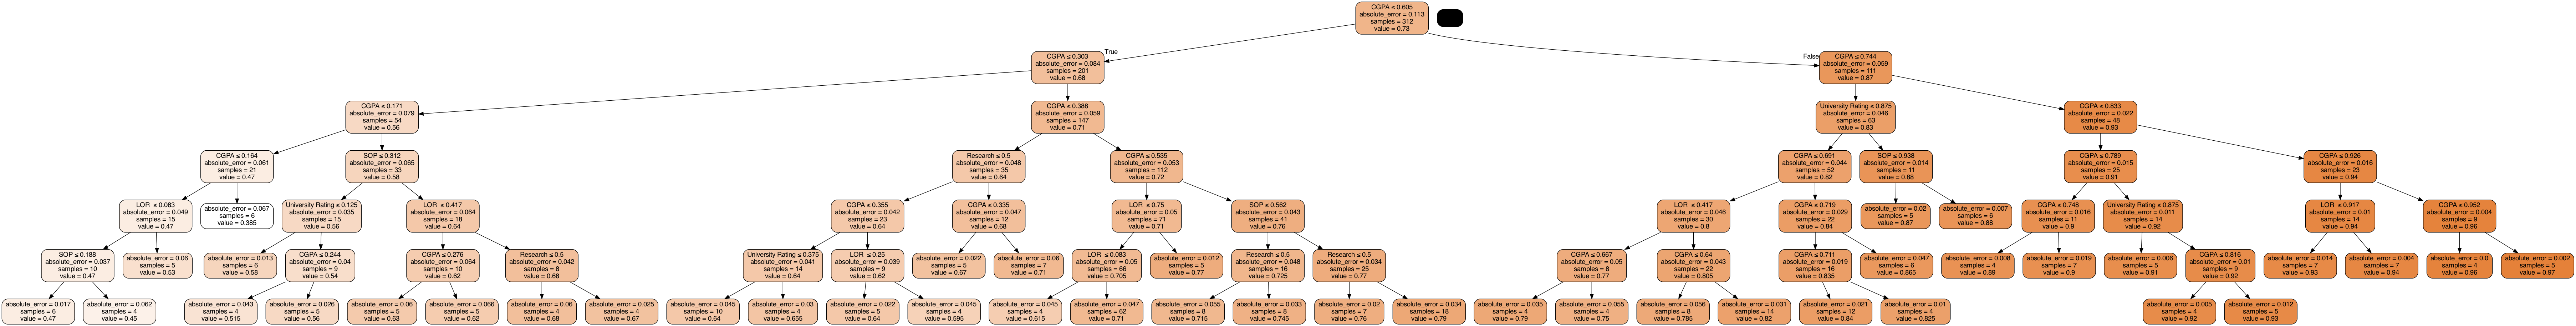 CGPA ≤ 0.605
absolute_error = 0.113
samples = 312
value = 0.73
True
False
CGPA ≤ 0.303
absolute_error = 0.084
samples = 201
value = 0.68
CGPA ≤ 0.744
absolute_error = 0.059
samples = 111
value = 0.87
CGPA ≤ 0.171
absolute_error = 0.079
samples = 54
value = 0.56
CGPA ≤ 0.388
absolute_error = 0.059
samples = 147
value = 0.71
University Rating ≤ 0.875
absolute_error = 0.046
samples = 63
value = 0.83
CGPA ≤ 0.833
absolute_error = 0.022
samples = 48
value = 0.93
CGPA ≤ 0.164
absolute_error = 0.061
samples = 21
value = 0.47
SOP ≤ 0.312
absolute_error = 0.065
samples = 33
value = 0.58
Research ≤ 0.5
absolute_error = 0.048
samples = 35
value = 0.64
CGPA ≤ 0.535
absolute_error = 0.053
samples = 112
value = 0.72
CGPA ≤ 0.691
absolute_error = 0.044
samples = 52
value = 0.82
SOP ≤ 0.938
absolute_error = 0.014
samples = 11
value = 0.88
CGPA ≤ 0.789
absolute_error = 0.015
samples = 25
value = 0.91
CGPA ≤ 0.926
absolute_error = 0.016
samples = 23
value = 0.94
LOR ≤ 0.083
absolute_error = 0.049
samples = 15
value = 0.47
absolute_error = 0.067
samples = 6
value = 0.385
University Rating ≤ 0.125
absolute_error = 0.035
samples = 15
value = 0.56
LOR ≤ 0.417
absolute_error = 0.064
samples = 18
value = 0.64
CGPA ≤ 0.355
absolute_error = 0.042
samples = 23
value = 0.64
CGPA ≤ 0.335
absolute_error = 0.047
samples = 12
value = 0.68
LOR ≤ 0.75
absolute_error = 0.05
samples = 71
value = 0.71
SOP ≤ 0.562
absolute_error = 0.043
samples = 41
value = 0.76
LOR ≤ 0.417
absolute_error = 0.046
samples = 30
value = 0.8
CGPA ≤ 0.719
absolute_error = 0.029
samples = 22
value = 0.84
absolute_error = 0.02
samples = 5
value = 0.87
absolute_error = 0.007
samples = 6
value = 0.88
CGPA ≤ 0.748
absolute_error = 0.016
samples = 11
value = 0.9
University Rating ≤ 0.875
absolute_error = 0.011
samples = 14
value = 0.92
LOR ≤ 0.917
absolute_error = 0.01
samples = 14
value = 0.94
CGPA ≤ 0.952
absolute_error = 0.004
samples = 9
value = 0.96
SOP ≤ 0.188
absolute_error = 0.037
samples = 10
value = 0.47
absolute_error = 0.06
samples = 5
value = 0.53
absolute_error = 0.013
samples = 6
value = 0.58
CGPA ≤ 0.244
absolute_error = 0.04
samples = 9
value = 0.54
CGPA ≤ 0.276
absolute_error = 0.064
samples = 10
value = 0.62
Research ≤ 0.5
absolute_error = 0.042
samples = 8
value = 0.68
University Rating ≤ 0.375
absolute_error = 0.041
samples = 14
value = 0.64
LOR ≤ 0.25
absolute_error = 0.039
samples = 9
value = 0.62
absolute_error = 0.022
samples = 5
value = 0.67
absolute_error = 0.06
samples = 7
value = 0.71
LOR ≤ 0.083
absolute_error = 0.05
samples = 66
value = 0.705
absolute_error = 0.012
samples = 5
value = 0.77
Research ≤ 0.5
absolute_error = 0.048
samples = 16
value = 0.725
Research ≤ 0.5
absolute_error = 0.034
samples = 25
value = 0.77
CGPA ≤ 0.667
absolute_error = 0.05
samples = 8
value = 0.77
CGPA ≤ 0.64
absolute_error = 0.043
samples = 22
value = 0.805
CGPA ≤ 0.711
absolute_error = 0.019
samples = 16
value = 0.835
absolute_error = 0.047
samples = 6
value = 0.865
absolute_error = 0.008
samples = 4
value = 0.89
absolute_error = 0.019
samples = 7
value = 0.9
absolute_error = 0.006
samples = 5
value = 0.91
CGPA ≤ 0.816
absolute_error = 0.01
samples = 9
value = 0.92
absolute_error = 0.014
samples = 7
value = 0.93
absolute_error = 0.004
samples = 7
value = 0.94
absolute_error = 0.0
samples = 4
value = 0.96
absolute_error = 0.002
samples = 5
value = 0.97
absolute_error = 0.017
samples = 6
value = 0.47
absolute_error = 0.062
samples = 4
value = 0.45
absolute_error = 0.043
samples = 4
value = 0.515
absolute_error = 0.026
samples = 5
value = 0.56
absolute_error = 0.06
samples = 5
value = 0.63
absolute_error = 0.066
samples = 5
value = 0.62
absolute_error = 0.06
samples = 4
value = 0.68
absolute_error = 0.025
samples = 4
value = 0.67
absolute_error = 0.045
samples = 10
value = 0.64
absolute_error = 0.03
samples = 4
value = 0.655
absolute_error = 0.022
samples = 5
value = 0.64
absolute_error = 0.045
samples = 4
value = 0.595
absolute_error = 0.045
samples = 4
value = 0.615
absolute_error = 0.047
samples = 62
value = 0.71
absolute_error = 0.055
samples = 8
value = 0.715
absolute_error = 0.033
samples = 8
value = 0.745
absolute_error = 0.02
samples = 7
value = 0.76
absolute_error = 0.034
samples = 18
value = 0.79
absolute_error = 0.035
samples = 4
value = 0.79
absolute_error = 0.055
samples = 4
value = 0.75
absolute_error = 0.056
samples = 8
value = 0.785
absolute_error = 0.031
samples = 14
value = 0.82
absolute_error = 0.021
samples = 12
value = 0.84
absolute_error = 0.01
samples = 4
value = 0.825
absolute_error = 0.005
samples = 4
value = 0.92
absolute_error = 0.012
samples = 5
value = 0.93